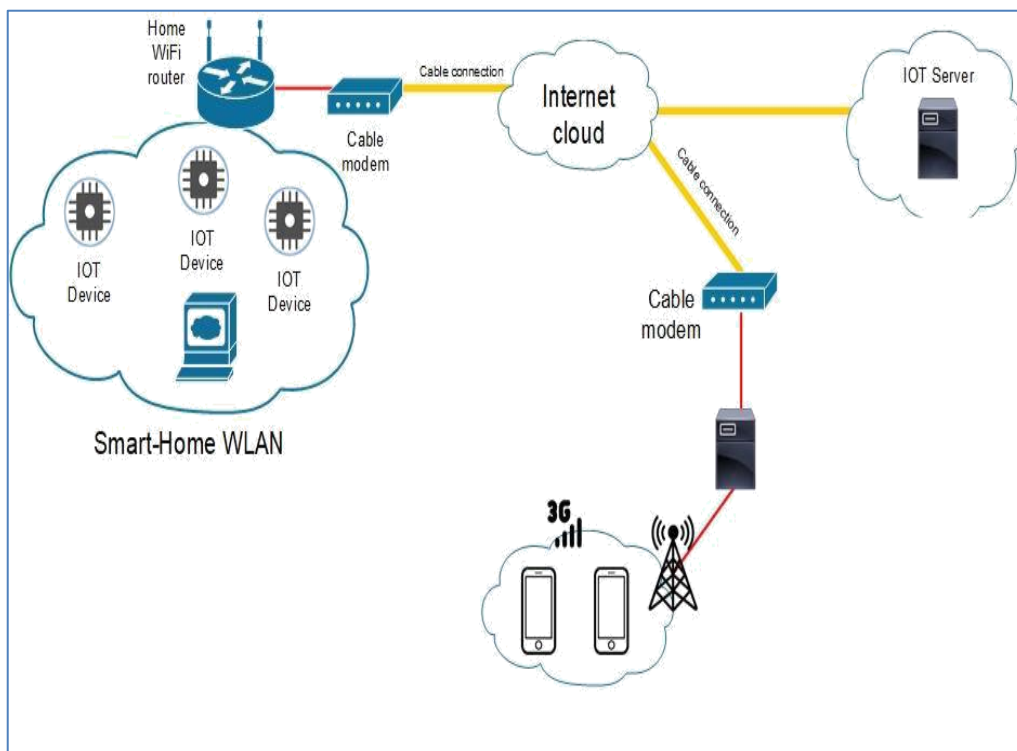 Home
WiFi
router
Cable connection
Cable
modem
Internet
cloud
IOT Server
Cable connection
IOT
Device
IOT
Device
IOT
Device
Cable
modem
Smart-Home WLAN
3G